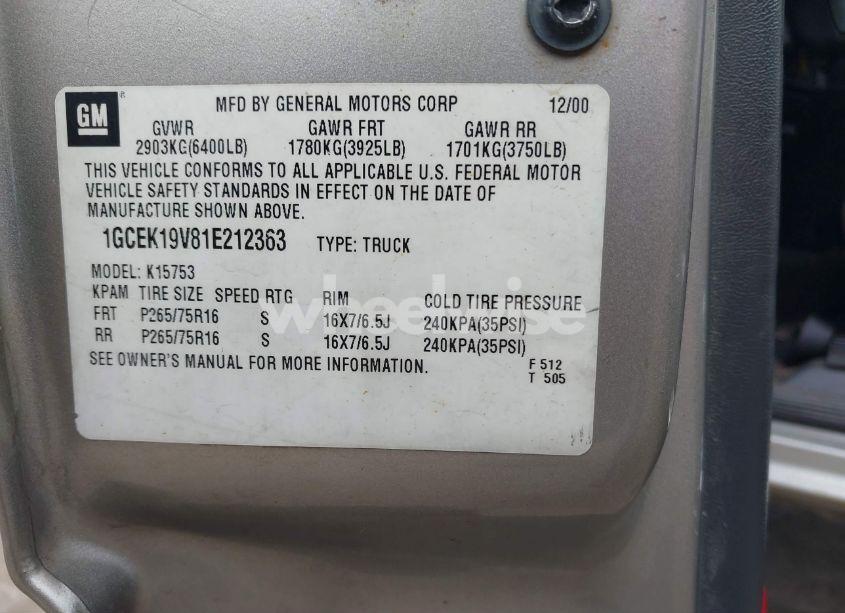 GM
MFD BY GENERAL MOTORS CORP 12/00
GVWR GAWR FRT GAWR RR
2903KG(6400LB) 1780KG(3925LB) 1701KG(3750LB)
THIS VEHICLE CONFORMS TO ALL APPLICABLE U.S. FEDERAL MOTOR
VEHICLE SAFETY STANDARDS IN EFFECT ON THE DATE OF
MANUFACTURE SHOWN ABOVE.
1GCEK19V81E212363 TYPE: TRUCK
MODEL: K15753
KPAM TIRE SIZE SPEED RTG RIM COLD TIRE PRESSURE
FRT P265/75R16 S 16X7/6.5J 240KPA(35PSI)
RR P265/75R16 S 16X7/6.5J 240KPA(35PSI)
SEE OWNER'S MANUAL FOR MORE INFORMATION.
F 512
T 505
wheelwise